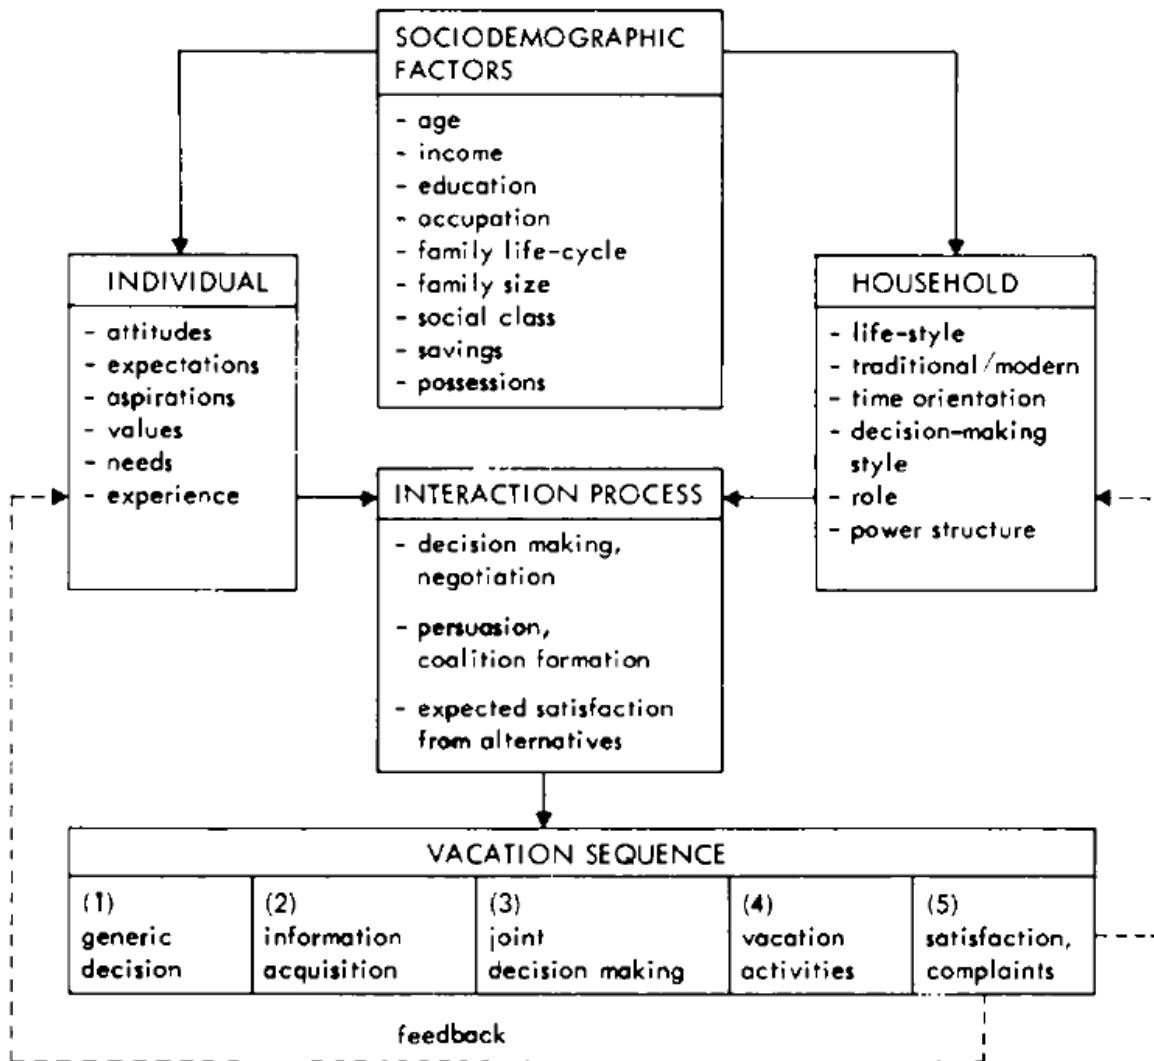 SOCIODEMOGRAPHIC
FACTORS
- age
- income
- education
- occupation
- family life-cycle
- family size
- social class
- savings
- possessions
INDIVIDUAL
- attitudes
- expectations
- aspirations
- values
- needs
- experience
HOUSEHOLD
- life-style
- traditional/modern
- time orientation
- decision-making
style
- role
- power structure
INTERACTION PROCESS
- decision making,
negotiation
- persuasion,
coalition formation
- expected satisfaction
from alternatives
VACATION SEQUENCE
(1)
generic
decision
(2)
information
acquisition
(3)
joint
decision making
(4)
vacation
activities
(5)
satisfaction,
complaints
feedback